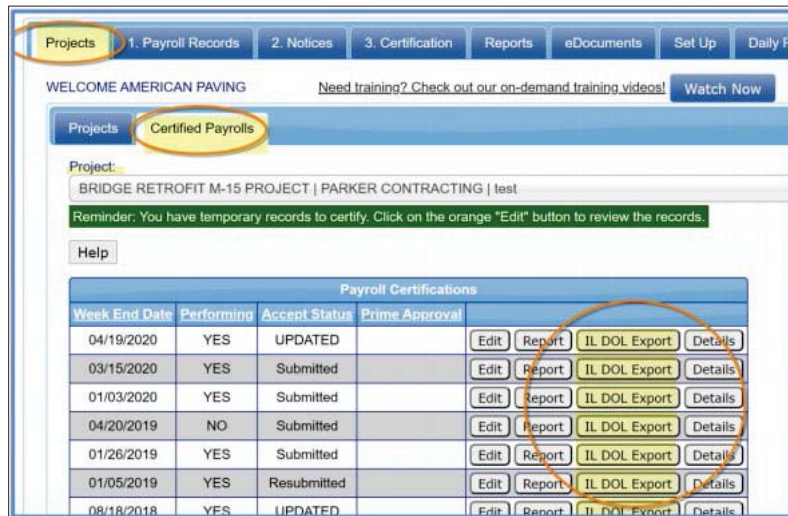 Projects 1. Payroll Records 2. Notices 3. Certification Reports eDocuments Set Up Daily
WELCOME AMERICAN PAVING Need training? Check out our on-demand training videos! Watch Now
Projects Certified Payrolls
Project:
BRIDGE RETROFIT M-15 PROJECT | PARKER CONTRACTING | test
Reminder: You have temporary records to certify. Click on the orange "Edit" button to review the records.
Help
Payroll Certifications
Week End Date Performing Accept Status Prime Approval
04/19/2020 YES UPDATED Edit Report IL DOL Export Details
03/15/2020 YES Submitted Edit Report IL DOL Export Details
01/03/2020 YES Submitted Edit Report IL DOL Export Details
04/20/2019 NO Submitted Edit Report IL DOL Export Details
01/26/2019 YES Submitted Edit Report IL DOL Export Details
01/05/2019 YES Resubmitted Edit Report IL DOL Export Details
08/18/2018 YES UPDATED Edit Report IL DOL Export Details